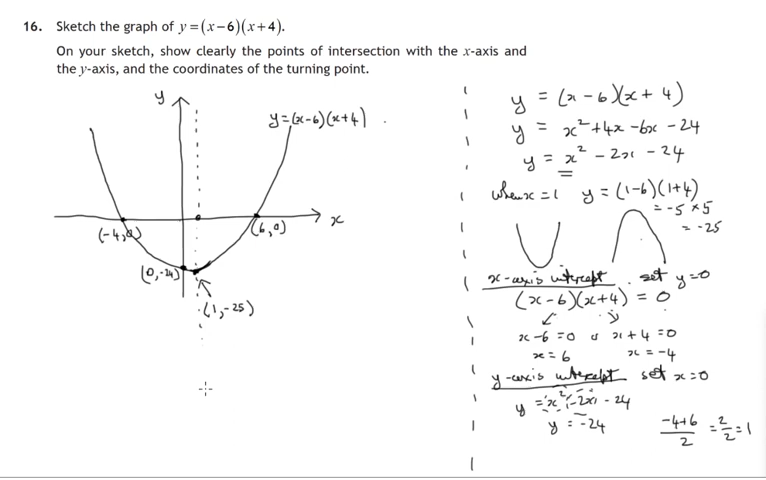 16. Sketch the graph of y = (x − 6)(x + 4).
On your sketch, show clearly the points of intersection with the x-axis and
the y-axis, and the coordinates of the turning point.
y
y = (x-6)(x+4)
x
(-4,0)
(6,0)
(0,-24)
(1,-25)
y = (x - 6)(x + 4)
y = x² + 4x - 6x - 24
y = x² - 2x - 24
when x = 1 y = (1-6)(1+4)
= -5 × 5
= -25
x-axis intercept set y=0
(x-6)(x+4) = 0
x-6 = 0 or x+4 = 0
x = 6 x = -4
y-axis intercept set x=0
y = x² - 2x - 24
y = -24
-4+6/2 = 2/2 = 1